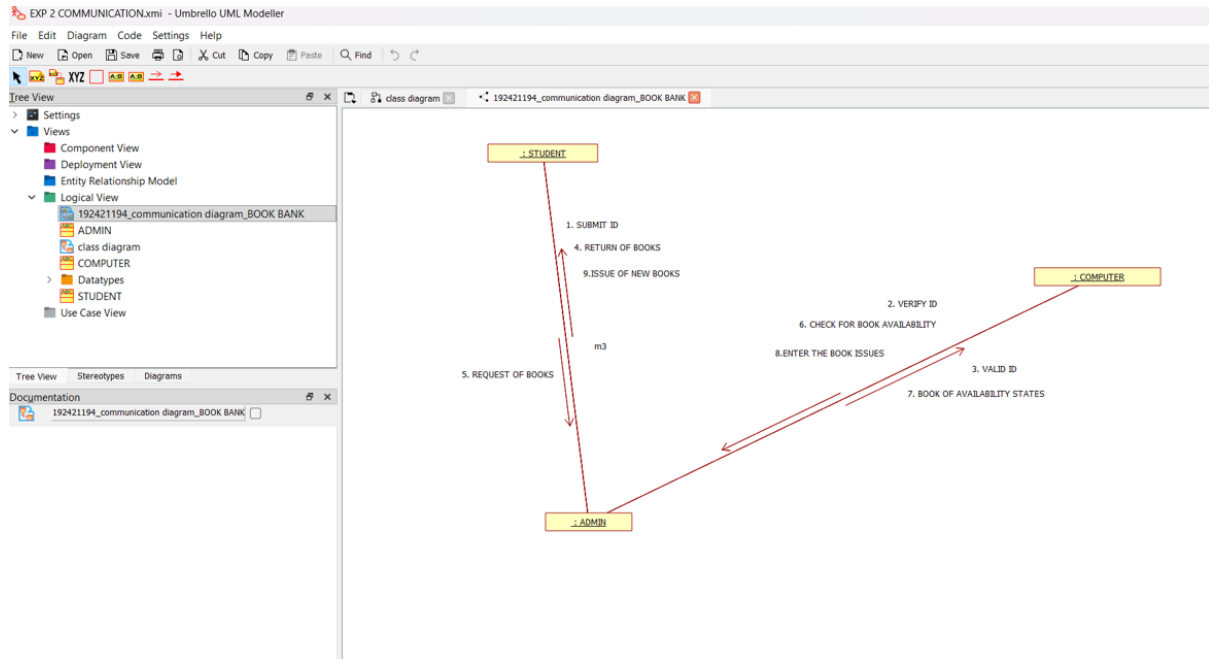 EXP 2 COMMUNICATION.xmi - Umbrello UML Modeller
File Edit Diagram Code Settings Help
New Open Save Cut Copy Paste Find
XYZ XYZ A:B A:B
Tree View
class diagram
192421194_communication diagram_BOOK BANK
Settings
Views
Component View
Deployment View
Entity Relationship Model
Logical View
192421194_communication diagram_BOOK BANK
ADMIN
class diagram
COMPUTER
Datatypes
STUDENT
Use Case View
Tree View Stereotypes Diagrams
Documentation
192421194_communication diagram_BOOK BANK
: STUDENT
1. SUBMIT ID
4. RETURN OF BOOKS
9.ISSUE OF NEW BOOKS
m3
5. REQUEST OF BOOKS
: COMPUTER
2. VERIFY ID
6. CHECK FOR BOOK AVAILABILITY
8.ENTER THE BOOK ISSUES
3. VALID ID
7. BOOK OF AVAILABILITY STATES
: ADMIN